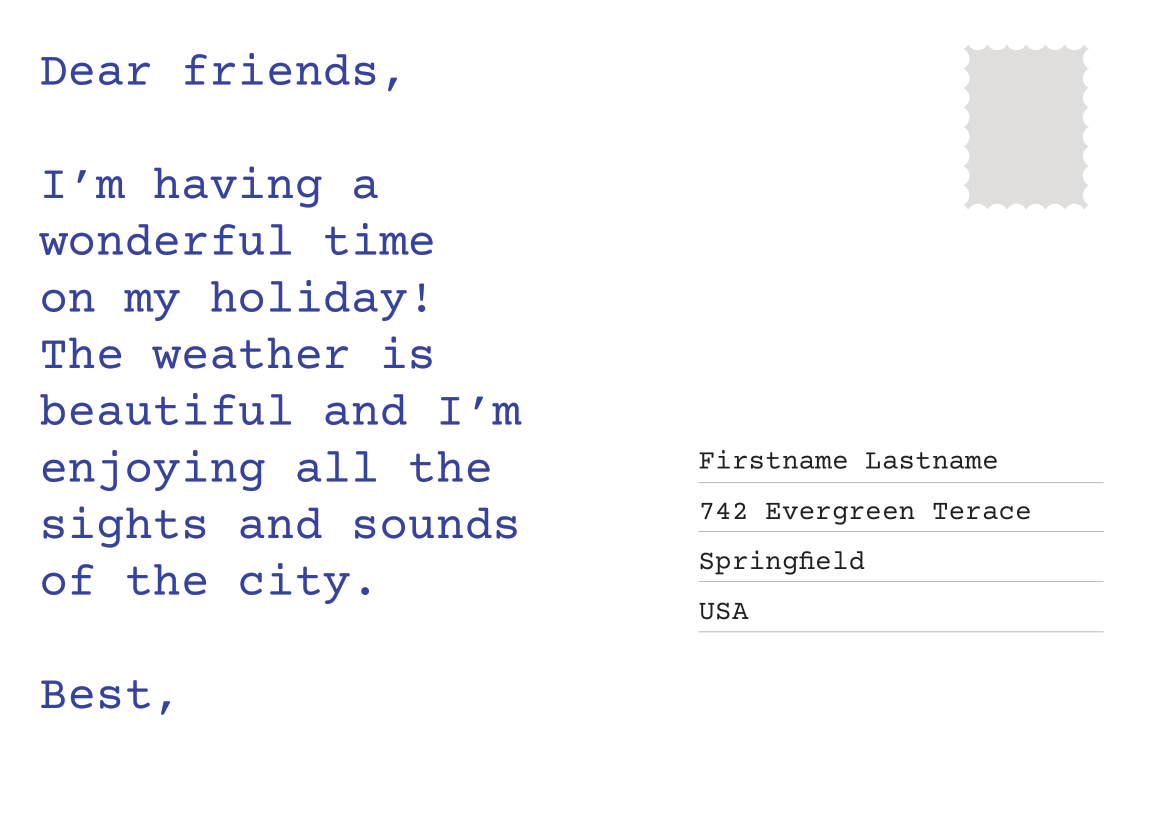 Dear friends,
I’m having a
wonderful time
on my holiday!
The weather is
beautiful and I’m
enjoying all the
sights and sounds
of the city.
Best,
Firstname Lastname
742 Evergreen Terace
Springfield
USA